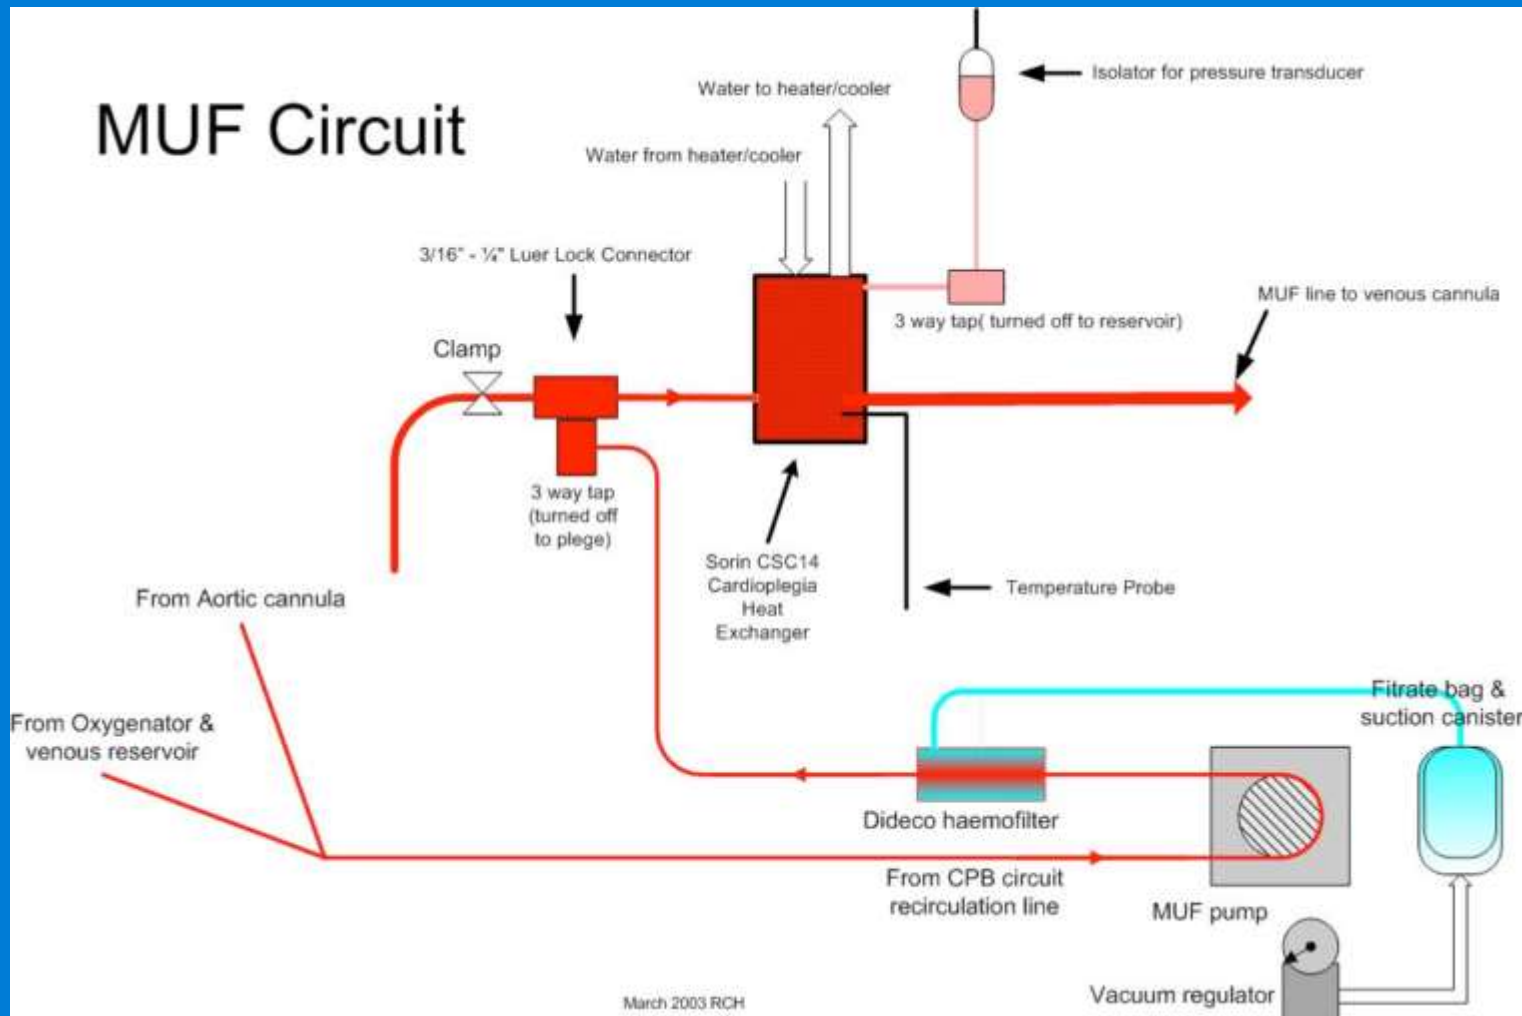 MUF Circuit
Isolator for pressure transducer
Water to heater/cooler
Water from heater/cooler
3/16" - ¼" Luer Lock Connector
MUF line to venous cannula
3 way tap( turned off to reservoir)
Clamp
3 way tap
(turned off
to plege)
Sorin CSC14
Cardioplegia
Heat
Exchanger
Temperature Probe
From Aortic cannula
From Oxygenator &
venous reservoir
Fitrate bag &
suction canister
Dideco haemofilter
From CPB circuit
recirculation line
MUF pump
Vacuum regulator
March 2003 RCH